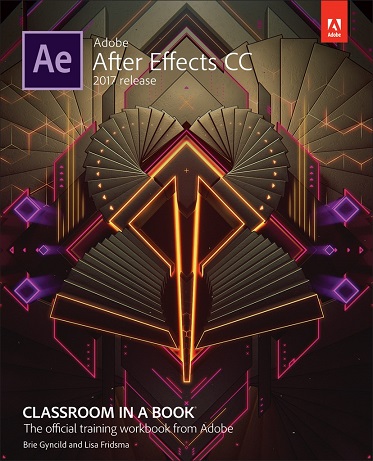 Ae
Adobe
After Effects CC
2017 release
Adobe
CLASSROOM IN A BOOK®
The official training workbook from Adobe
Brie Gyncild and Lisa Fridsma